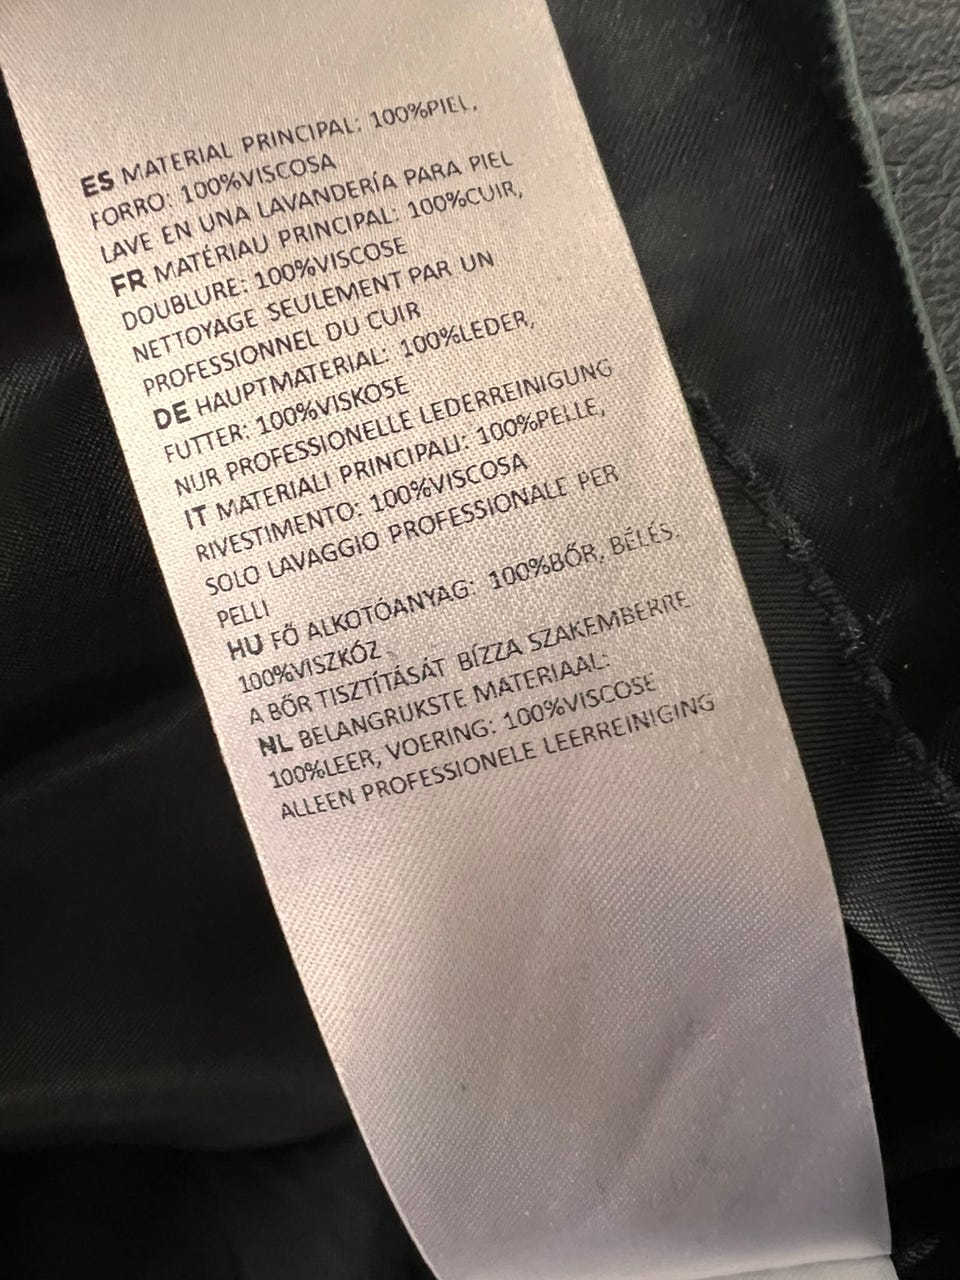 ES MATERIAL PRINCIPAL: 100%PIEL,
FORRO: 100%VISCOSA
LAVE EN UNA LAVANDERÍA PARA PIEL
FR MATÉRIAU PRINCIPAL: 100%CUIR,
DOUBLURE: 100%VISCOSE
NETTOYAGE SEULEMENT PAR UN
PROFESSIONNEL DU CUIR
DE HAUPTMATERIAL: 100%LEDER,
FUTTER: 100%VISKOSE
NUR PROFESSIONELLE LEDERREINIGUNG
IT MATERIALI PRINCIPALI: 100%PELLE,
RIVESTIMENTO: 100%VISCOSA
SOLO LAVAGGIO PROFESSIONALE PER
PELLI
HU FŐ ALKOTÓANYAG: 100%BŐR, BÉLÉS:
100%VISZKÓZ
A BŐR TISZTÍTÁSÁT BÍZZA SZAKEMBERRE
NL BELANGRIJKSTE MATERIAAL:
100%LEER, VOERING: 100%VISCOSE
ALLEEN PROFESSIONELE LEERREINIGING